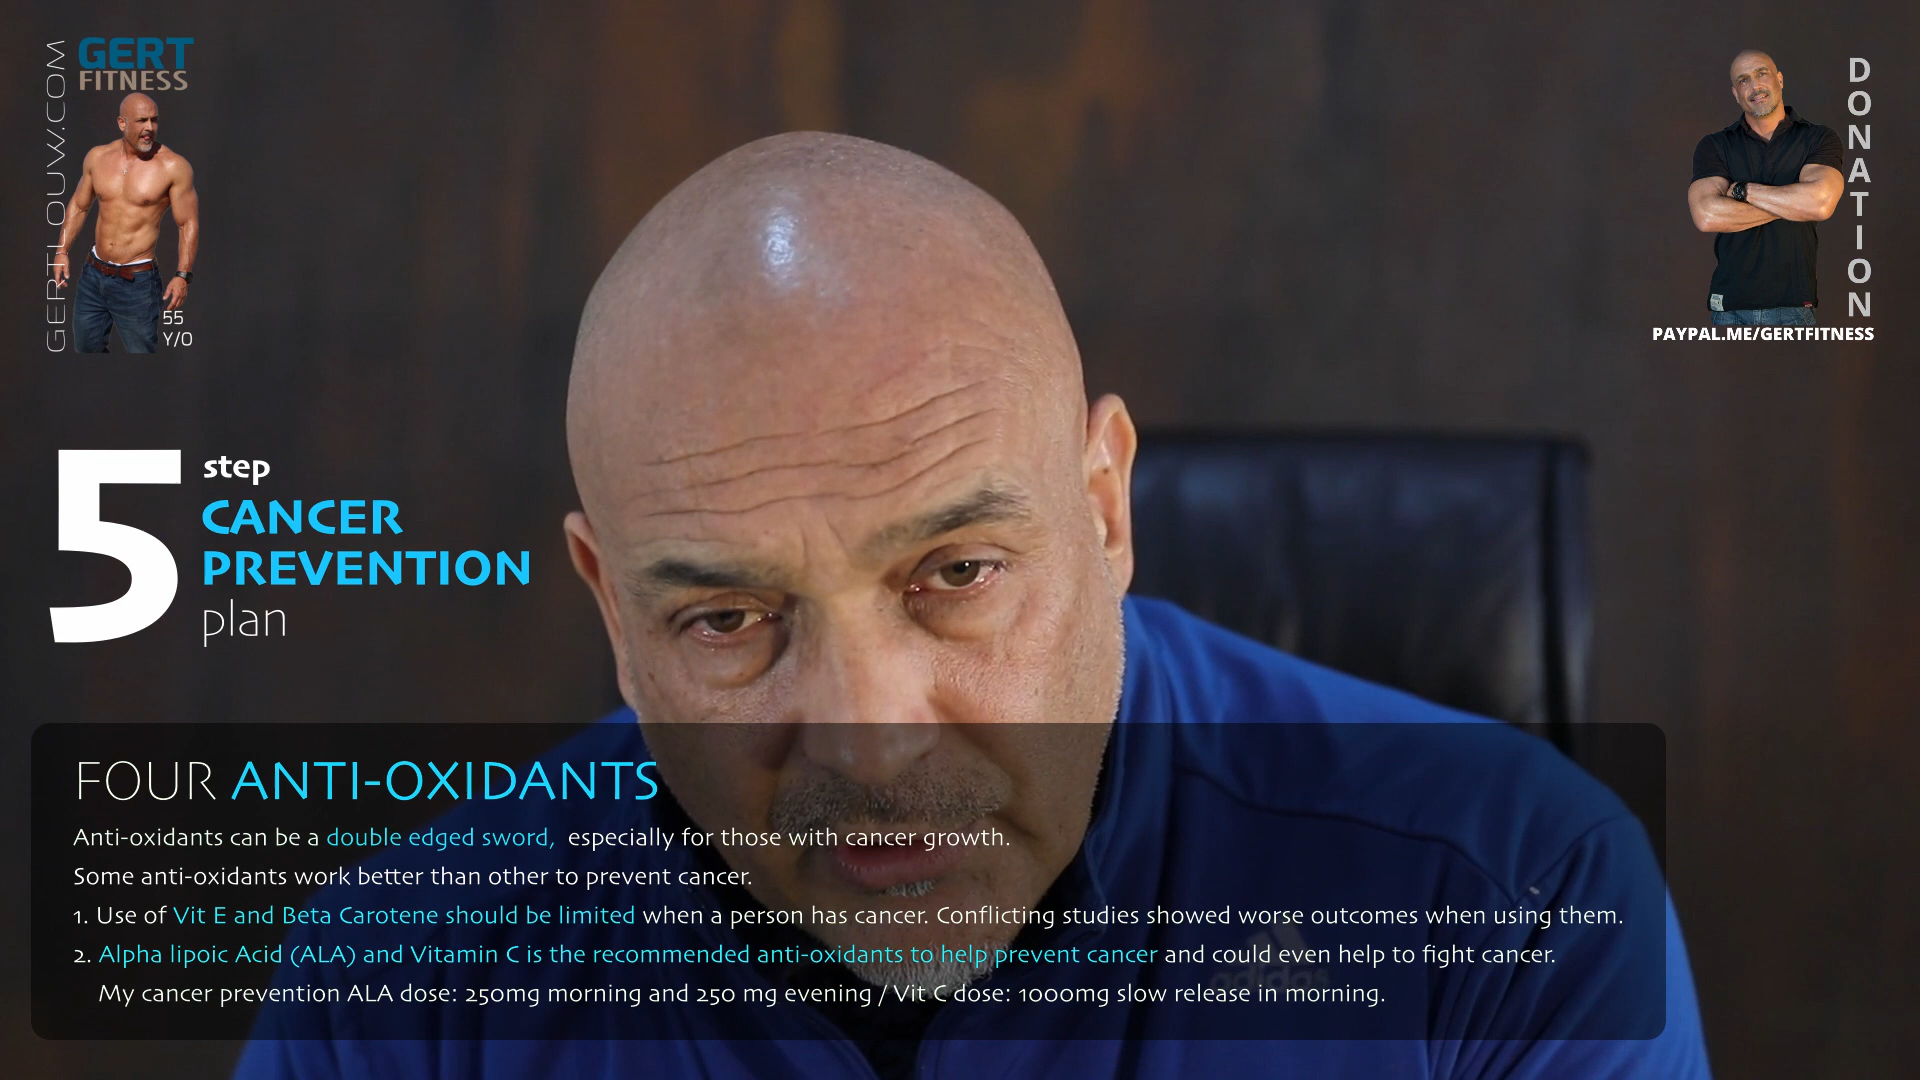 GERT
FITNESS
GERTLOUW.COM
55
Y/O
DONATION
PAYPAL.ME/GERTFITNESS
5
step
CANCER
PREVENTION
plan
FOUR ANTI-OXIDANTS
Anti-oxidants can be a double edged sword, especially for those with cancer growth.
Some anti-oxidants work better than other to prevent cancer.
1. Use of Vit E and Beta Carotene should be limited when a person has cancer. Conflicting studies showed worse outcomes when using them.
2. Alpha lipoic Acid (ALA) and Vitamin C is the recommended anti-oxidants to help prevent cancer and could even help to fight cancer.
My cancer prevention ALA dose: 250mg morning and 250 mg evening / Vit C dose: 1000mg slow release in morning.
adidas